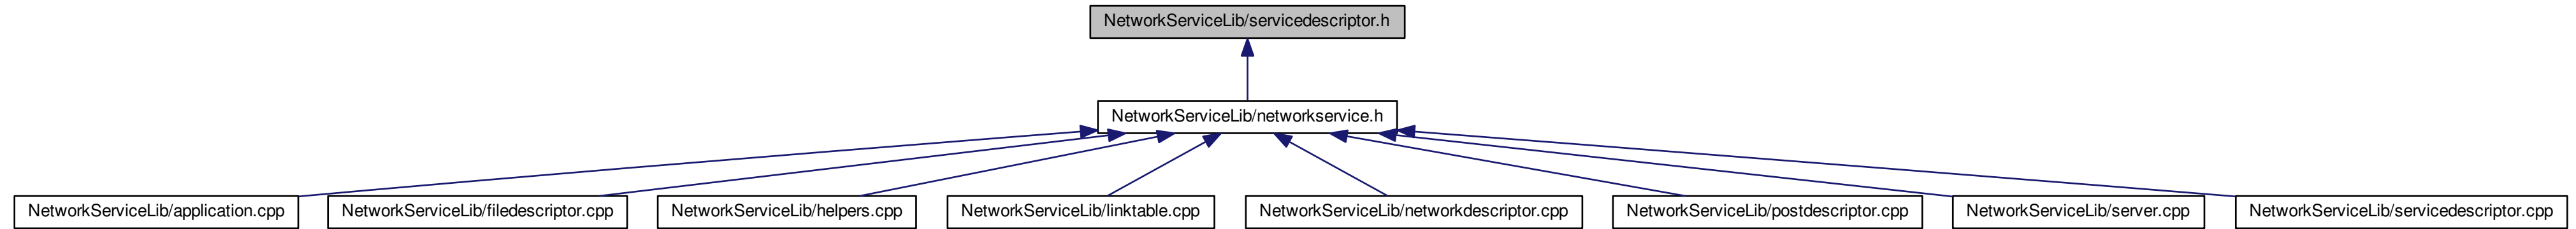 NetworkServiceLib/servicedescriptor.h
NetworkServiceLib/networkservice.h
NetworkServiceLib/application.cpp
NetworkServiceLib/filedescriptor.cpp
NetworkServiceLib/helpers.cpp
NetworkServiceLib/linktable.cpp
NetworkServiceLib/networkdescriptor.cpp
NetworkServiceLib/postdescriptor.cpp
NetworkServiceLib/server.cpp
NetworkServiceLib/servicedescriptor.cpp